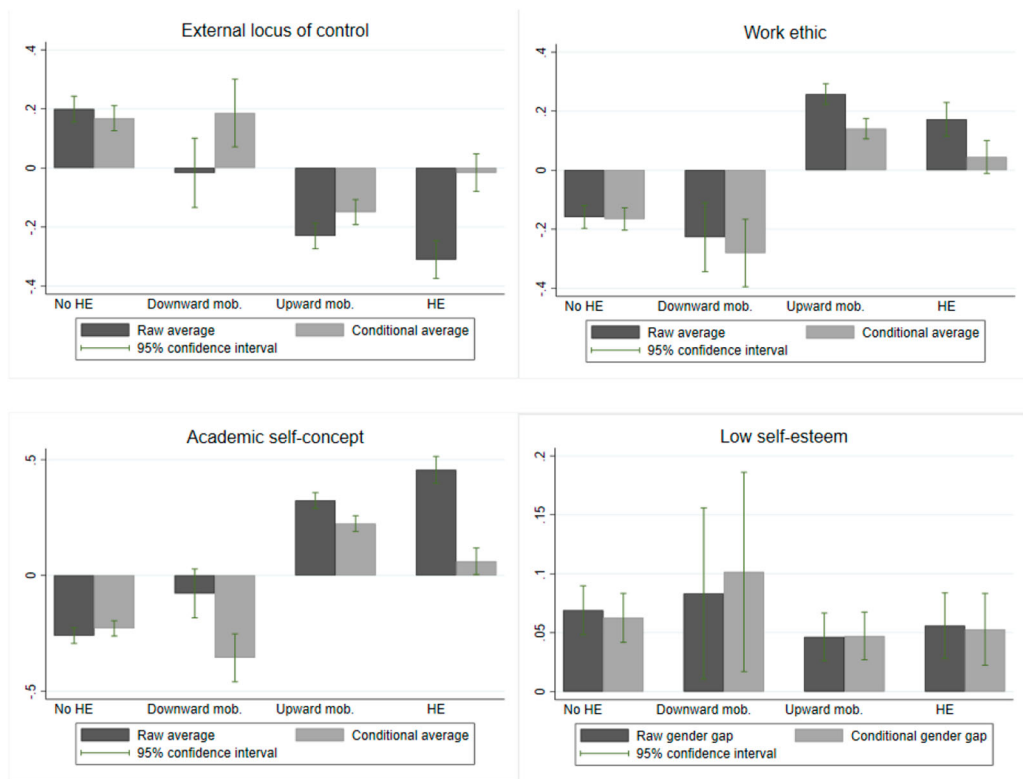 External locus of control
.4
.2
0
-.2
-.4
No HE Downward mob. Upward mob. HE
Raw average Conditional average
95% confidence interval
Work ethic
.4
.2
0
-.2
-.4
No HE Downward mob. Upward mob. HE
Raw average Conditional average
95% confidence interval
Academic self-concept
.5
0
-.5
No HE Downward mob. Upward mob. HE
Raw average Conditional average
95% confidence interval
Low self-esteem
.2
.15
.1
.05
0
No HE Downward mob. Upward mob. HE
Raw gender gap Conditional gender gap
95% confidence interval